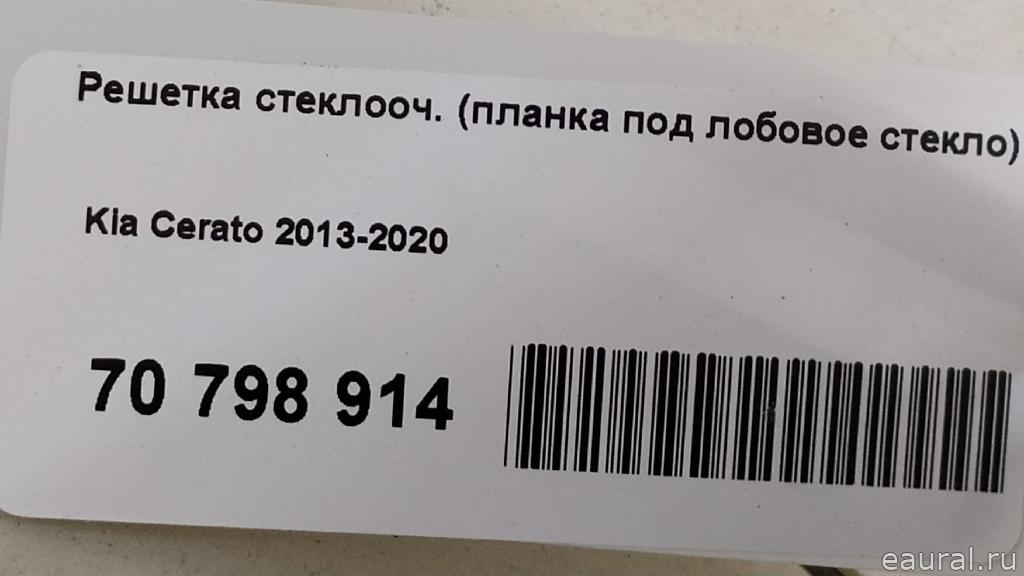 Решетка стеклооч. (планка под лобовое стекло)
Kia Cerato 2013-2020
70 798 914
eaural.ru